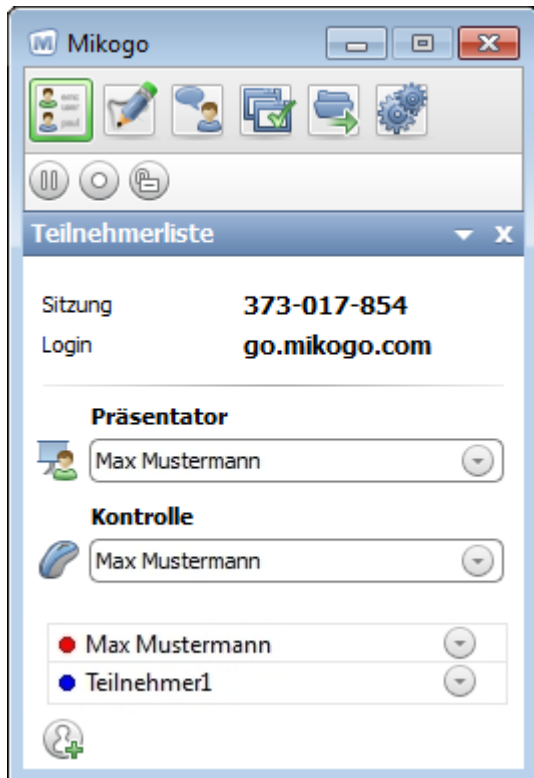 Mikogo
Teilnehmerliste
Sitzung 373-017-854
Login go.mikogo.com
Präsentator
Max Mustermann
Kontrolle
Max Mustermann
Max Mustermann
Teilnehmer1